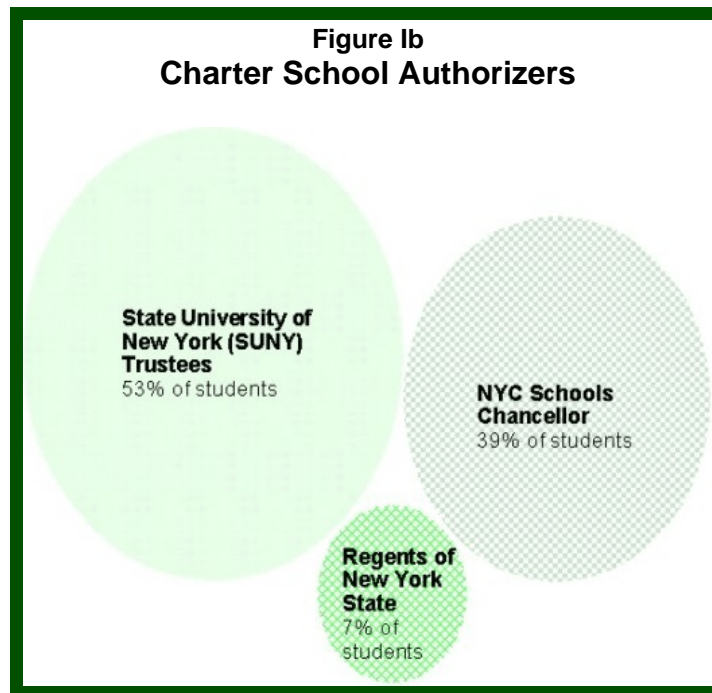 Figure Ib
Charter School Authorizers
State University of
New York (SUNY)
Trustees
53% of students
NYC Schools
Chancellor
39% of students
Regents of
New York
State
7% of
students